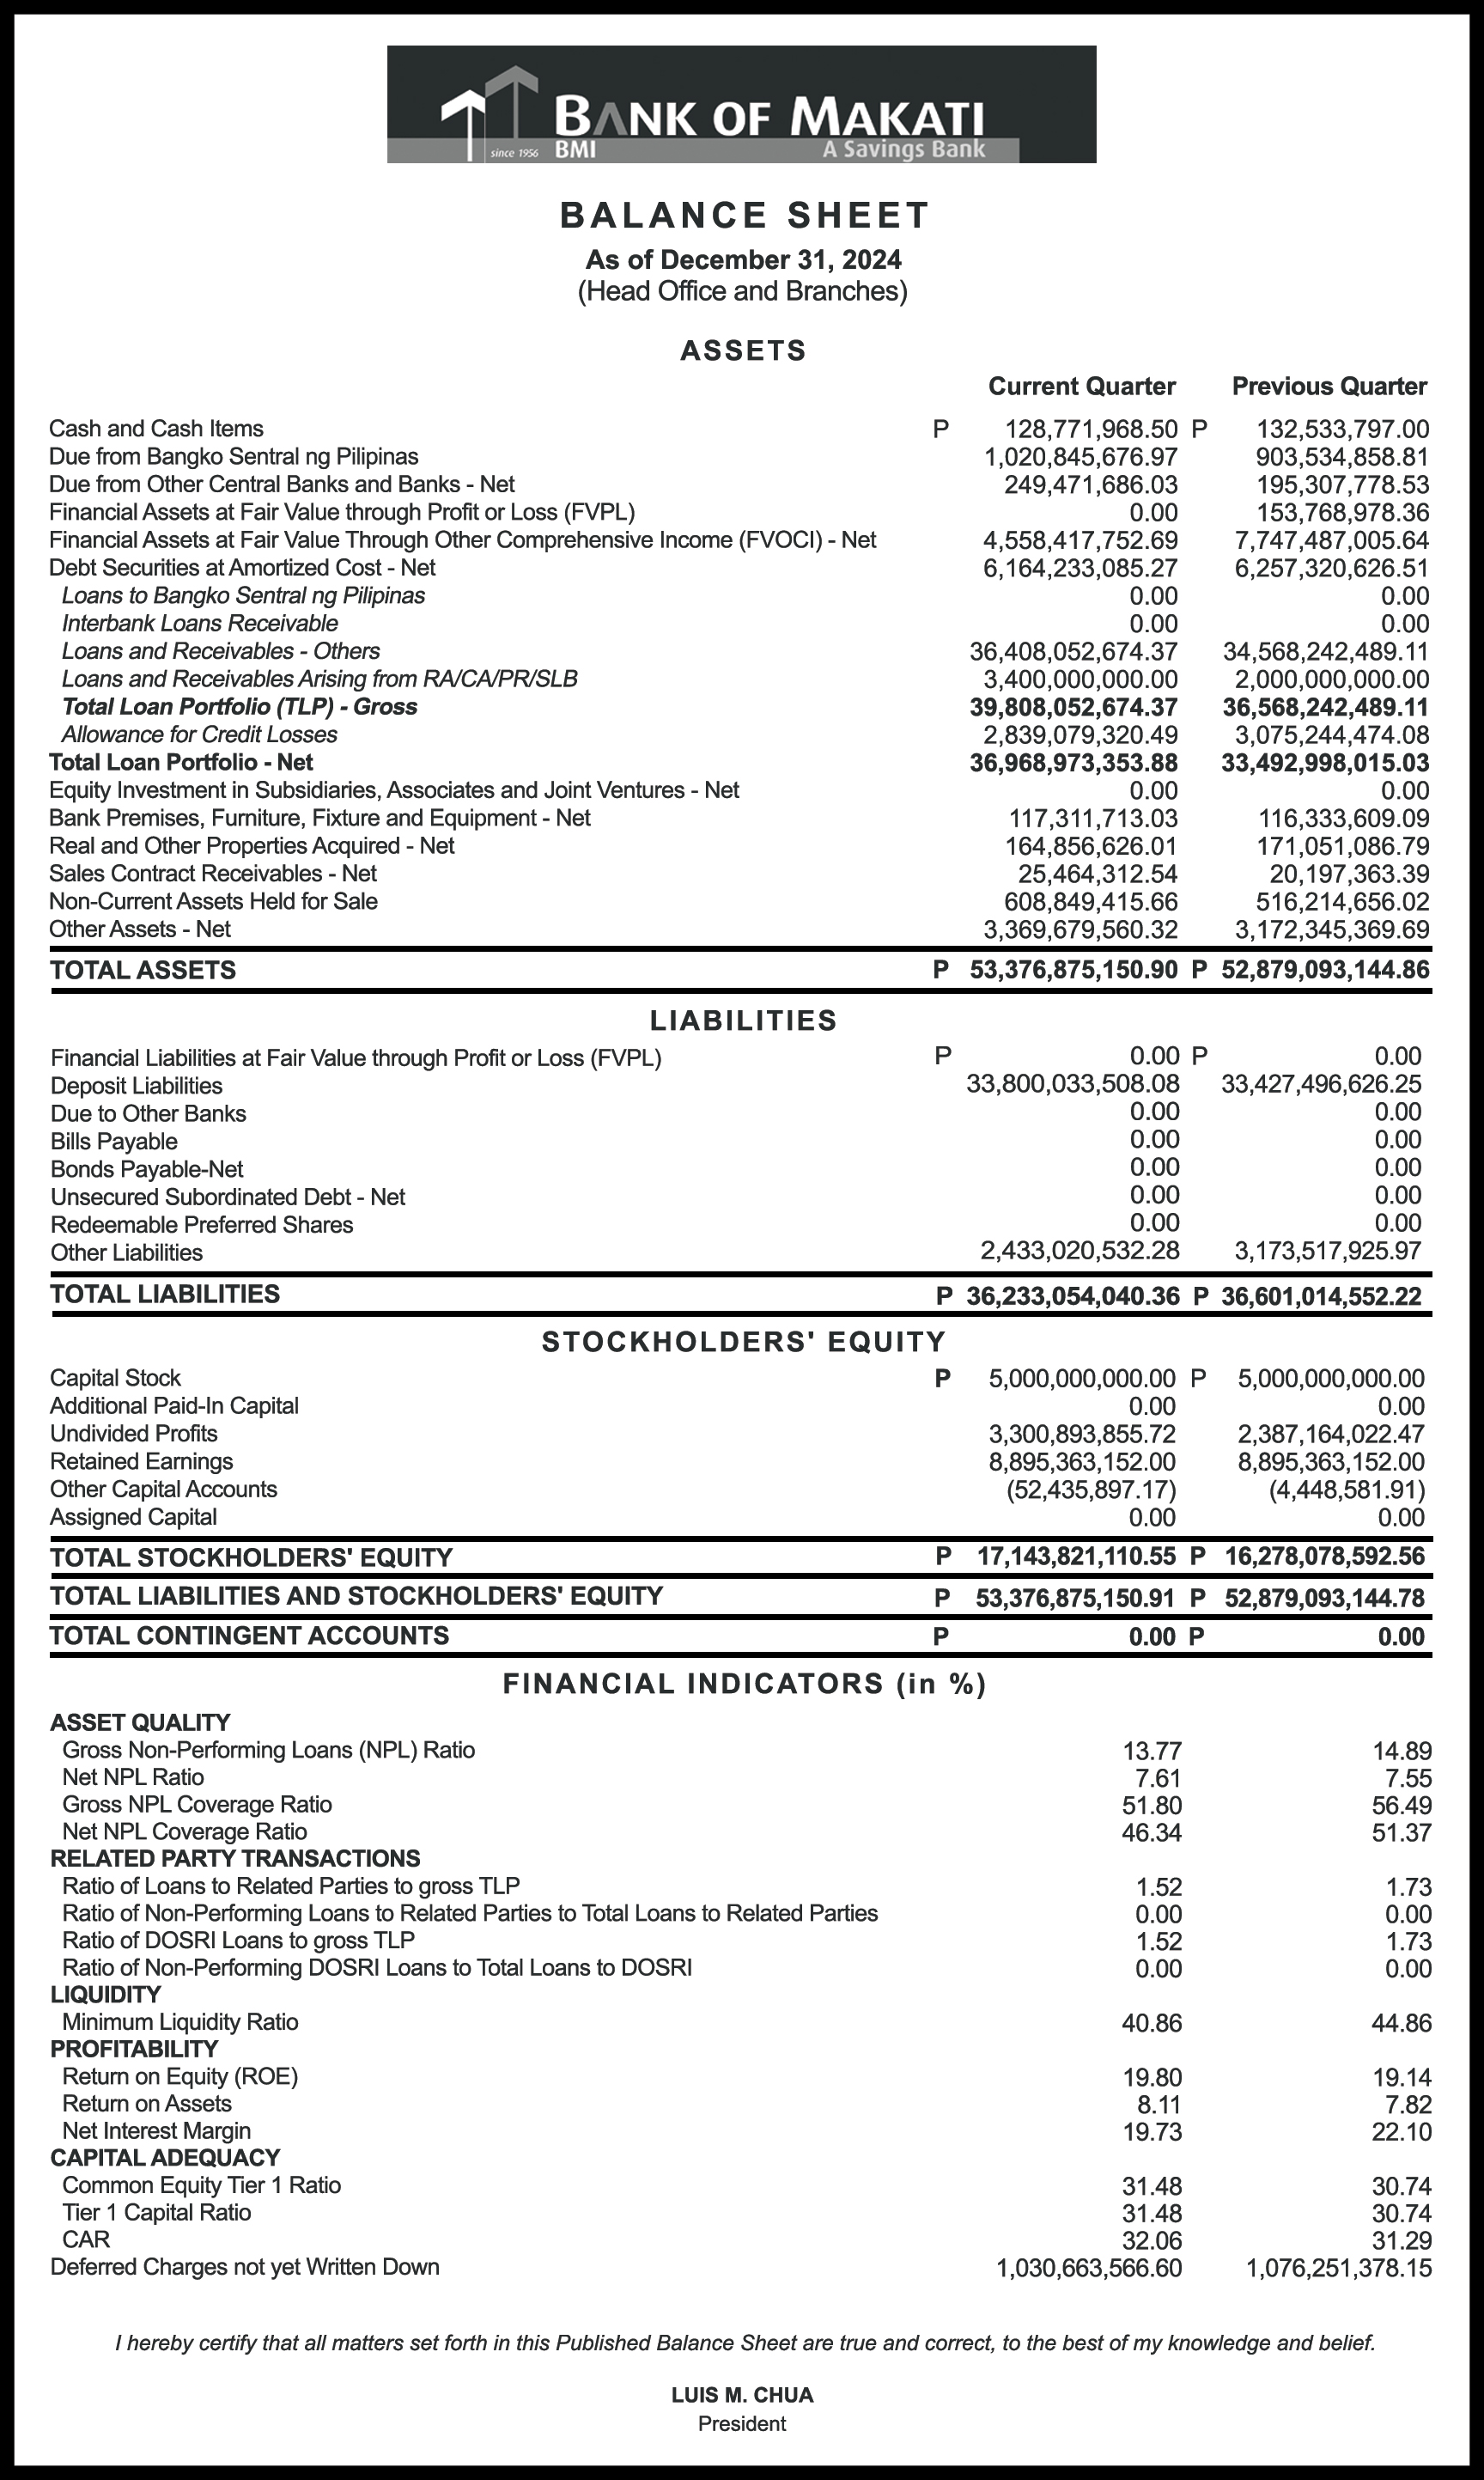 BANK OF MAKATI
since 1956 BMI A Savings Bank
BALANCE SHEET
As of December 31, 2024
(Head Office and Branches)
ASSETS
Current Quarter Previous Quarter
Cash and Cash Items P 128,771,968.50 P 132,533,797.00
Due from Bangko Sentral ng Pilipinas 1,020,845,676.97 903,534,858.81
Due from Other Central Banks and Banks - Net 249,471,686.03 195,307,778.53
Financial Assets at Fair Value through Profit or Loss (FVPL) 0.00 153,768,978.36
Financial Assets at Fair Value Through Other Comprehensive Income (FVOCI) - Net 4,558,417,752.69 7,747,487,005.64
Debt Securities at Amortized Cost - Net 6,164,233,085.27 6,257,320,626.51
Loans to Bangko Sentral ng Pilipinas 0.00 0.00
Interbank Loans Receivable 0.00 0.00
Loans and Receivables - Others 36,408,052,674.37 34,568,242,489.11
Loans and Receivables Arising from RA/CA/PR/SLB 3,400,000,000.00 2,000,000,000.00
Total Loan Portfolio (TLP) - Gross 39,808,052,674.37 36,568,242,489.11
Allowance for Credit Losses 2,839,079,320.49 3,075,244,474.08
Total Loan Portfolio - Net 36,968,973,353.88 33,492,998,015.03
Equity Investment in Subsidiaries, Associates and Joint Ventures - Net 0.00 0.00
Bank Premises, Furniture, Fixture and Equipment - Net 117,311,713.03 116,333,609.09
Real and Other Properties Acquired - Net 164,856,626.01 171,051,086.79
Sales Contract Receivables - Net 25,464,312.54 20,197,363.39
Non-Current Assets Held for Sale 608,849,415.66 516,214,656.02
Other Assets - Net 3,369,679,560.32 3,172,345,369.69
TOTAL ASSETS P 53,376,875,150.90 P 52,879,093,144.86
LIABILITIES
Financial Liabilities at Fair Value through Profit or Loss (FVPL) P 0.00 P 0.00
Deposit Liabilities 33,800,033,508.08 33,427,496,626.25
Due to Other Banks 0.00 0.00
Bills Payable 0.00 0.00
Bonds Payable-Net 0.00 0.00
Unsecured Subordinated Debt - Net 0.00 0.00
Redeemable Preferred Shares 0.00 0.00
Other Liabilities 2,433,020,532.28 3,173,517,925.97
TOTAL LIABILITIES P 36,233,054,040.36 P 36,601,014,552.22
STOCKHOLDERS' EQUITY
Capital Stock P 5,000,000,000.00 P 5,000,000,000.00
Additional Paid-In Capital 0.00 0.00
Undivided Profits 3,300,893,855.72 2,387,164,022.47
Retained Earnings 8,895,363,152.00 8,895,363,152.00
Other Capital Accounts (52,435,897.17) (4,448,581.91)
Assigned Capital 0.00 0.00
TOTAL STOCKHOLDERS' EQUITY P 17,143,821,110.55 P 16,278,078,592.56
TOTAL LIABILITIES AND STOCKHOLDERS' EQUITY P 53,376,875,150.91 P 52,879,093,144.78
TOTAL CONTINGENT ACCOUNTS P 0.00 P 0.00
FINANCIAL INDICATORS (in %)
ASSET QUALITY
Gross Non-Performing Loans (NPL) Ratio 13.77 14.89
Net NPL Ratio 7.61 7.55
Gross NPL Coverage Ratio 51.80 56.49
Net NPL Coverage Ratio 46.34 51.37
RELATED PARTY TRANSACTIONS
Ratio of Loans to Related Parties to gross TLP 1.52 1.73
Ratio of Non-Performing Loans to Related Parties to Total Loans to Related Parties 0.00 0.00
Ratio of DOSRI Loans to gross TLP 1.52 1.73
Ratio of Non-Performing DOSRI Loans to Total Loans to DOSRI 0.00 0.00
LIQUIDITY
Minimum Liquidity Ratio 40.86 44.86
PROFITABILITY
Return on Equity (ROE) 19.80 19.14
Return on Assets 8.11 7.82
Net Interest Margin 19.73 22.10
CAPITAL ADEQUACY
Common Equity Tier 1 Ratio 31.48 30.74
Tier 1 Capital Ratio 31.48 30.74
CAR 32.06 31.29
Deferred Charges not yet Written Down 1,030,663,566.60 1,076,251,378.15
I hereby certify that all matters set forth in this Published Balance Sheet are true and correct, to the best of my knowledge and belief.
LUIS M. CHUA
President